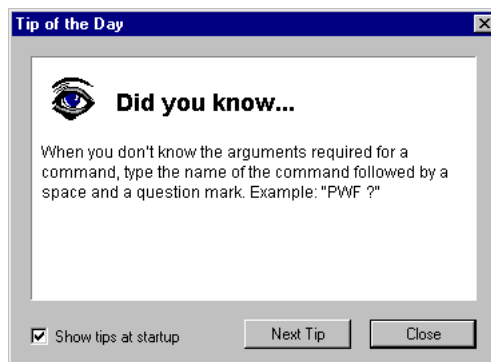 Tip of the Day
Did you know...
When you don't know the arguments required for a
command, type the name of the command followed by a
space and a question mark. Example: "PWF ?"
Show tips at startup
Next Tip
Close